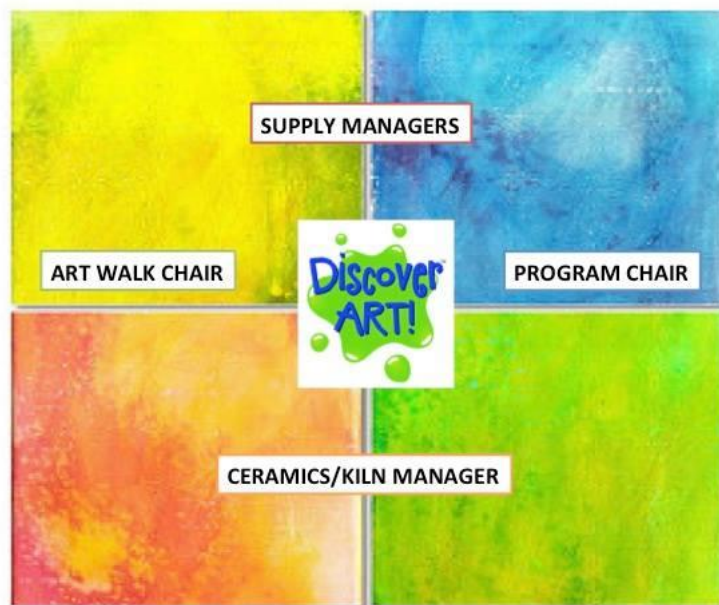 SUPPLY MANAGERS
ART WALK CHAIR
Discover
ART!
PROGRAM CHAIR
CERAMICS/KILN MANAGER